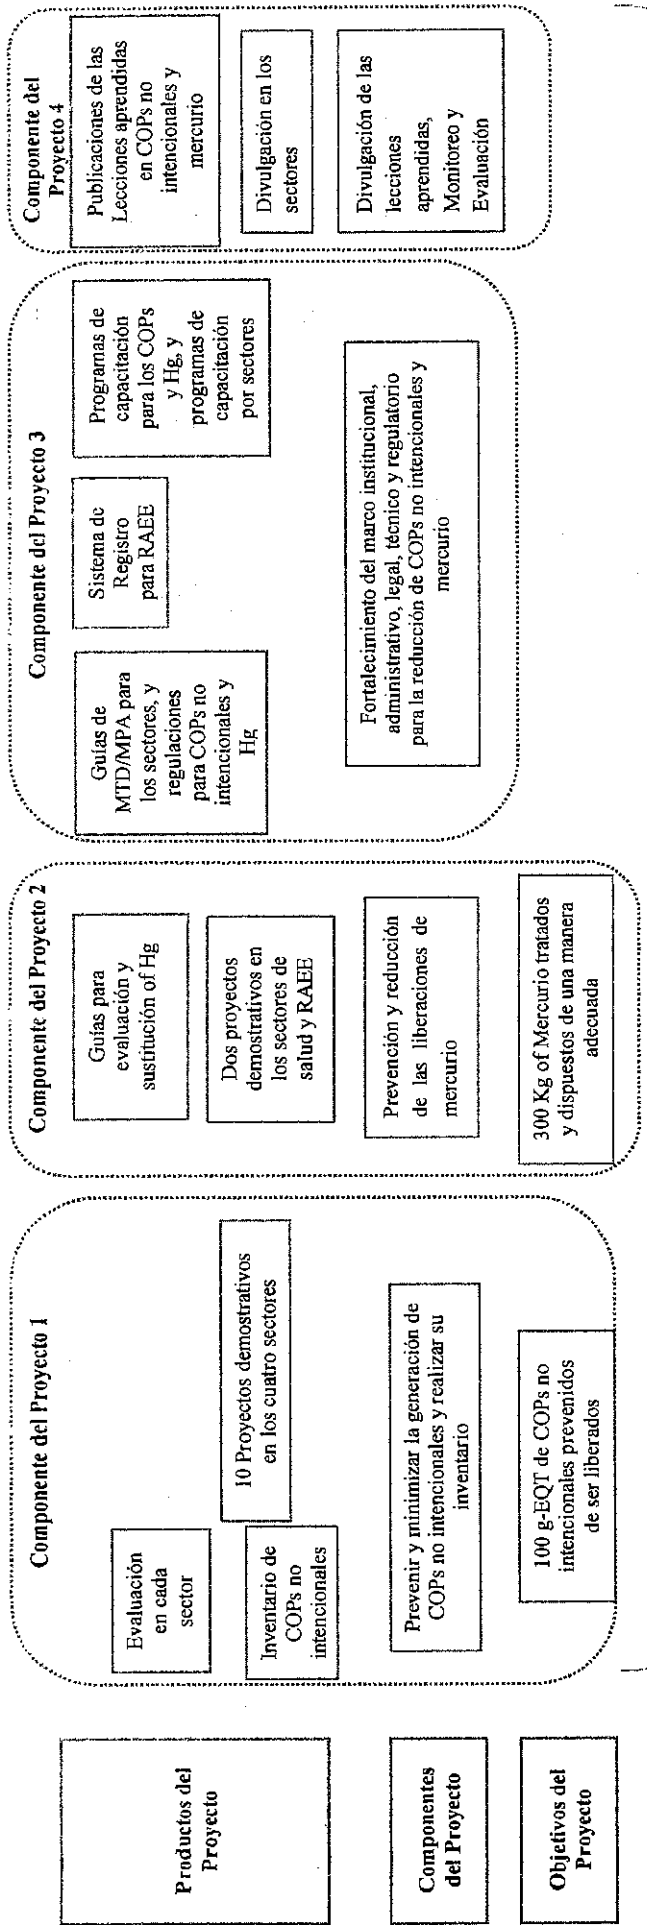 Productos del
Proyecto
Componentes
del Proyecto
Objetivos del
Proyecto
Componente del Proyecto 1
Evaluación
en cada
sector
Inventario de
COPs no
intencionales
10 Proyectos demostrativos
en los cuatro sectores
Prevenir y minimizar la generación de
COPs no intencionales y realizar su
inventario
100 g-EQT de COPs no
intencionales prevenidos
de ser liberados
Componente del Proyecto 2
Guías para
evaluación y
sustitución of Hg
Dos proyectos
demostrativos en
los sectores de
salud y RAEE
Prevención y reducción
de las liberaciones de
mercurio
300 Kg of Mercurio tratados
y dispuestos de una manera
adecuada
Componente del Proyecto 3
Guías de
MTD/MPA para
los sectores, y
regulaciones
para COPs no
intencionales y
Hg
Sistema de
Registro
para RAEE
Programas de
capacitación
para los COPs
y Hg, y
programas de
capacitación
por sectores
Fortalecimiento del marco institucional,
administrativo, legal, técnico y regulatorio
para la reducción de COPs no intencionales y
mercurio
Componente del
Proyecto 4
Publicaciones de las
Lecciones aprendidas
en COPs no
intencionales y
mercurio
Divulgación en los
sectores
Divulgación de las
lecciones
aprendidas,
Monitoreo y
Evaluación